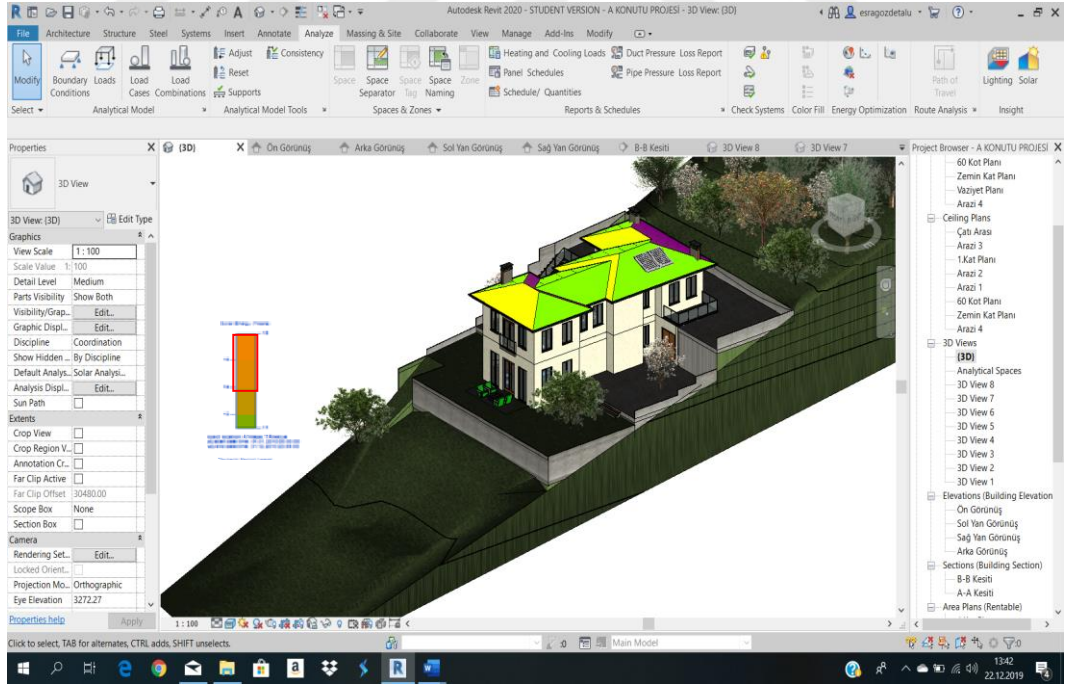 Autodesk Revit 2020 - STUDENT VERSION - A KONUTU PROJESİ - 3D View: {3D}
esragozdetalu
File Architecture Structure Steel Systems Insert Annotate Analyze Massing & Site Collaborate View Manage Add-Ins Modify
Modify
Boundary Conditions
Loads
Load Cases
Load Combinations
Adjust
Reset
Supports
Consistency
Space
Space Separator
Space Tag
Space Naming
Zone
Heating and Cooling Loads
Panel Schedules
Schedule/ Quantities
Duct Pressure Loss Report
Pipe Pressure Loss Report
Path of Travel
Lighting
Solar
Select
Analytical Model
Analytical Model Tools
Spaces & Zones
Reports & Schedules
Check Systems
Color Fill
Energy Optimization
Route Analysis
Insight
Properties
{3D}
Ön Görünüş
Arka Görünüş
Sol Yan Görünüş
Sağ Yan Görünüş
B-B Kesiti
3D View 8
3D View 7
Project Browser - A KONUTU PROJESİ
3D View
3D View: {3D}
Edit Type
Graphics
View Scale 1 : 100
Scale Value 1: 100
Detail Level Medium
Parts Visibility Show Both
Visibility/Grap... Edit...
Graphic Displ... Edit...
Discipline Coordination
Show Hidden ... By Discipline
Default Analys... Solar Analysi...
Analysis Displ... Edit...
Sun Path
Extents
Crop View
Crop Region V...
Annotation Cr...
Far Clip Active
Far Clip Offset 30480.00
Scope Box None
Section Box
Camera
Rendering Set... Edit...
Locked Orient...
Projection Mo... Orthographic
Eye Elevation 3272.27
Properties help
Apply
60 Kot Planı
Zemin Kat Planı
Vaziyet Planı
Arazi 4
Ceiling Plans
Çatı Arası
Arazi 3
1.Kat Planı
Arazi 2
Arazi 1
60 Kot Planı
Zemin Kat Planı
Arazi 4
3D Views
{3D}
Analytical Spaces
3D View 8
3D View 7
3D View 6
3D View 5
3D View 4
3D View 3
3D View 2
3D View 1
Elevations (Building Elevation
Ön Görünüş
Sol Yan Görünüş
Sağ Yan Görünüş
Arka Görünüş
Sections (Building Section)
B-B Kesiti
A-A Kesiti
Area Plans (Rentable)
1 : 100
Click to select, TAB for alternates, CTRL adds, SHIFT unselects.
:0
Main Model
:0
13:42
22.12.2019